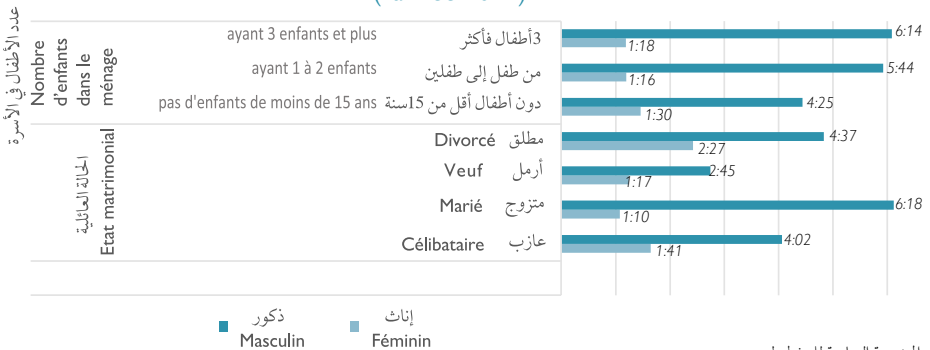 عدد الأطفال في الأسرة
Nombre
d'enfants
dans le
ménage
ayant 3 enfants et plus 3أطفال فأكثر 6:14
1:18
ayant 1 à 2 enfants من طفل إلى طفلين 5:44
1:16
pas d'enfants de moins de 15 ans دون أطفال أقل من 15سنة 4:25
1:30
الحالة العائلية
Etat matrimonial
Divorcé مطلق 4:37
2:27
Veuf أرمل 2:45
1:17
Marié متزوج 6:18
1:10
Célibataire عازب 4:02
1:41
ذكور إناث
Masculin Féminin